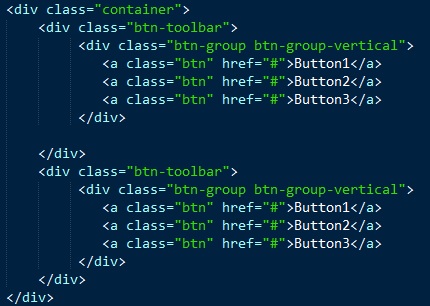 <div class="container">
    <div class="btn-toolbar">
        <div class="btn-group btn-group-vertical">
            <a class="btn" href="#">Button1</a>
            <a class="btn" href="#">Button2</a>
            <a class="btn" href="#">Button3</a>
        </div>

    </div>
    <div class="btn-toolbar">
        <div class="btn-group btn-group-vertical">
            <a class="btn" href="#">Button1</a>
            <a class="btn" href="#">Button2</a>
            <a class="btn" href="#">Button3</a>
        </div>
    </div>
</div>